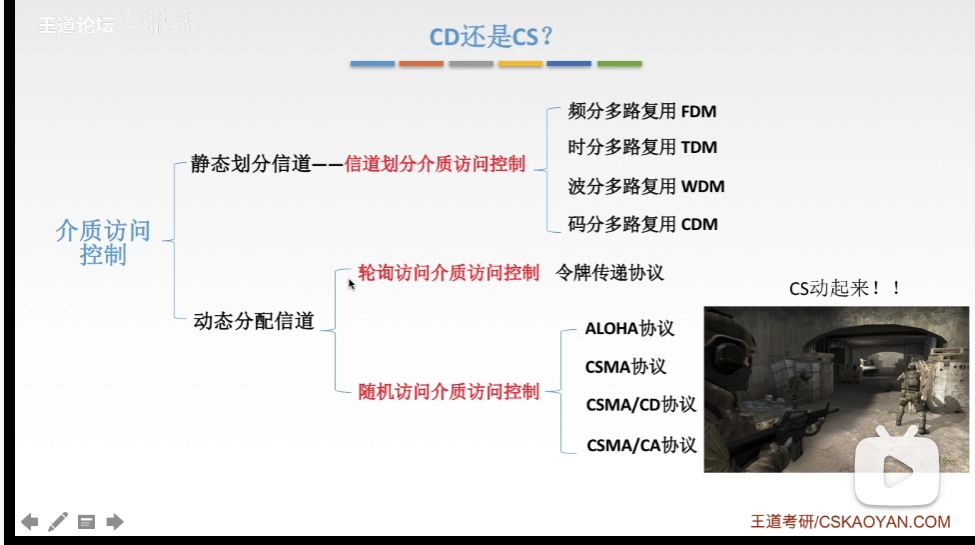 王道论坛
CD还是CS？
频分多路复用 FDM
时分多路复用 TDM
静态划分信道——信道划分介质访问控制
波分多路复用 WDM
码分多路复用 CDM
介质访问
控制
轮询访问介质访问控制 令牌传递协议
CS动起来！！
动态分配信道
ALOHA协议
CSMA协议
随机访问介质访问控制
CSMA/CD协议
CSMA/CA协议
王道考研/CSKAOYAN.COM